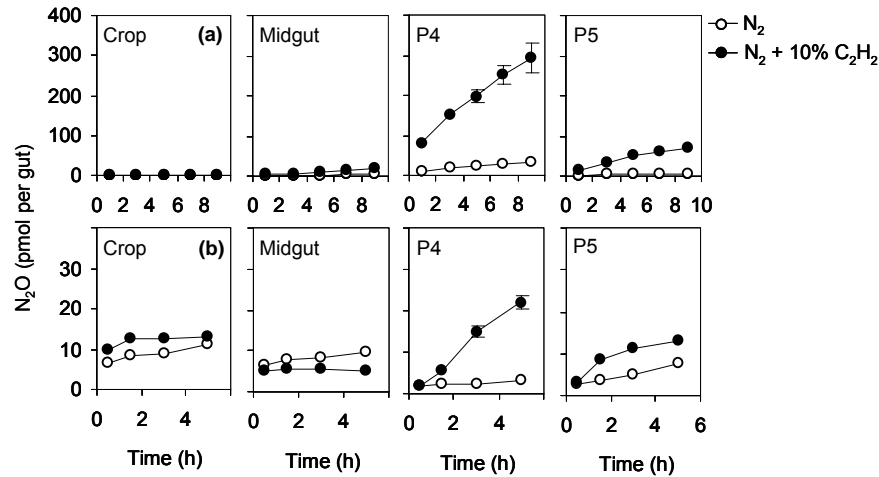 N₂O (pmol per gut)
400
300
200
100
0
Crop (a)
Midgut
P4
P5
N₂
N₂ + 10% C₂H₂
0 2 4 6 8
0 2 4 6 8
0 2 4 6 8
0 2 4 6 8 10
30
20
10
0
Crop (b)
Midgut
P4
P5
0 2 4
0 2 4
0 2 4
0 2 4 6
Time (h)
Time (h)
Time (h)
Time (h)